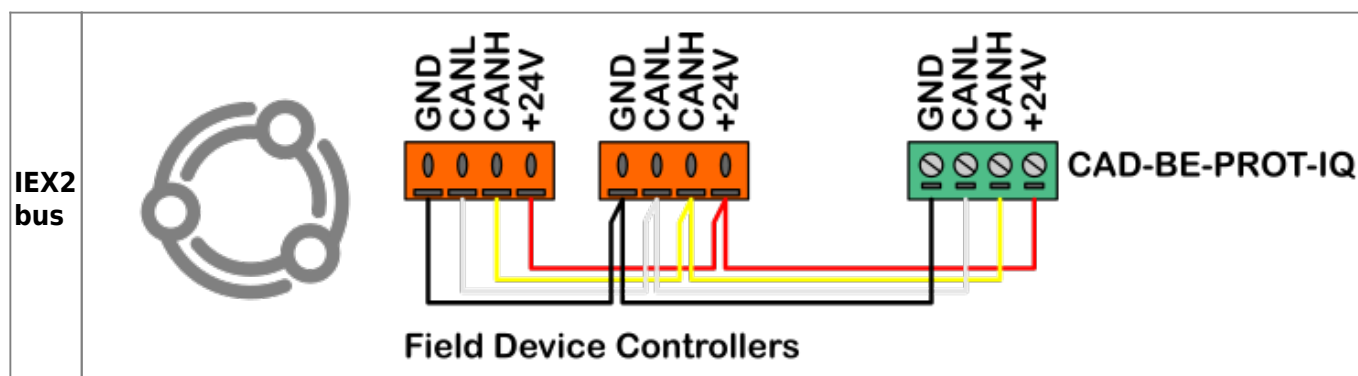 IEX2
bus
GND CANL CANH +24V
GND CANL CANH +24V
GND CANL CANH +24V
CAD-BE-PROT-IQ
Field Device Controllers